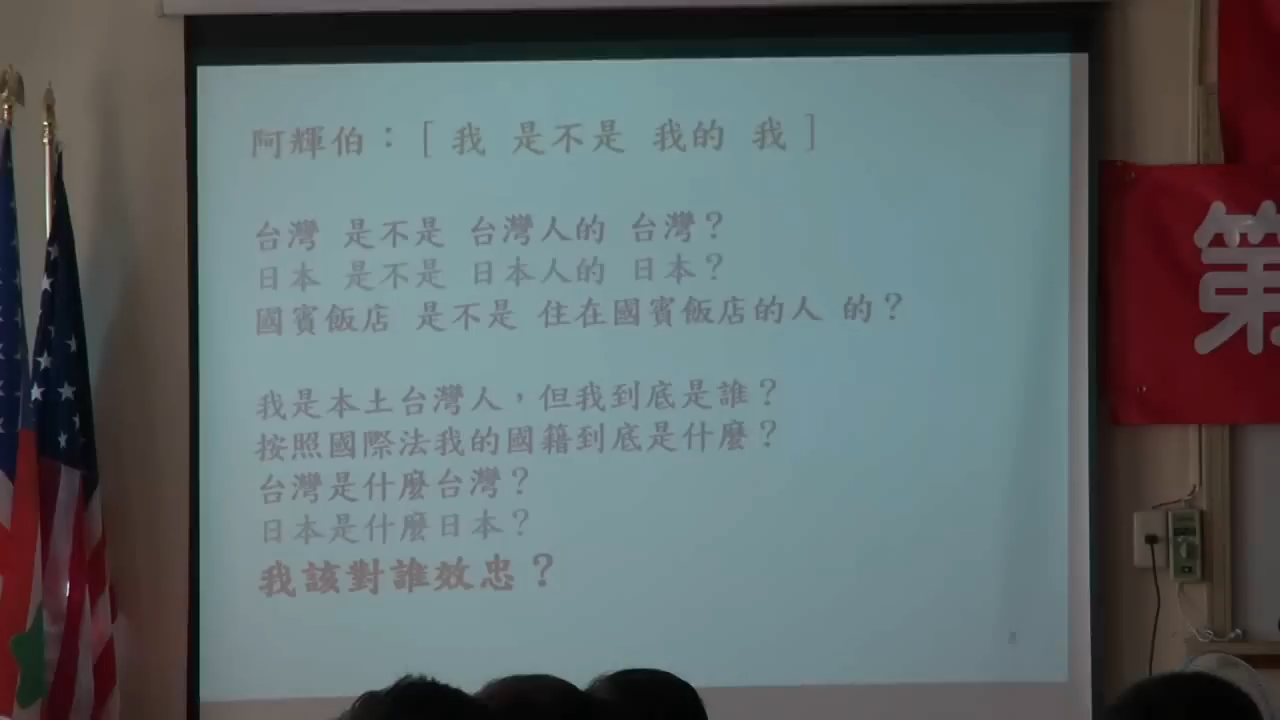 阿輝伯：[ 我 是不是 我的 我 ]
台灣 是不是 台灣人的 台灣？
日本 是不是 日本人的 日本？
國賓飯店 是不是 住在國賓飯店的人 的？
我是本土台灣人，但我到底是誰？
按照國際法我的國籍到底是什麼？
台灣是什麼台灣？
日本是什麼日本？
我該對誰效忠？
第